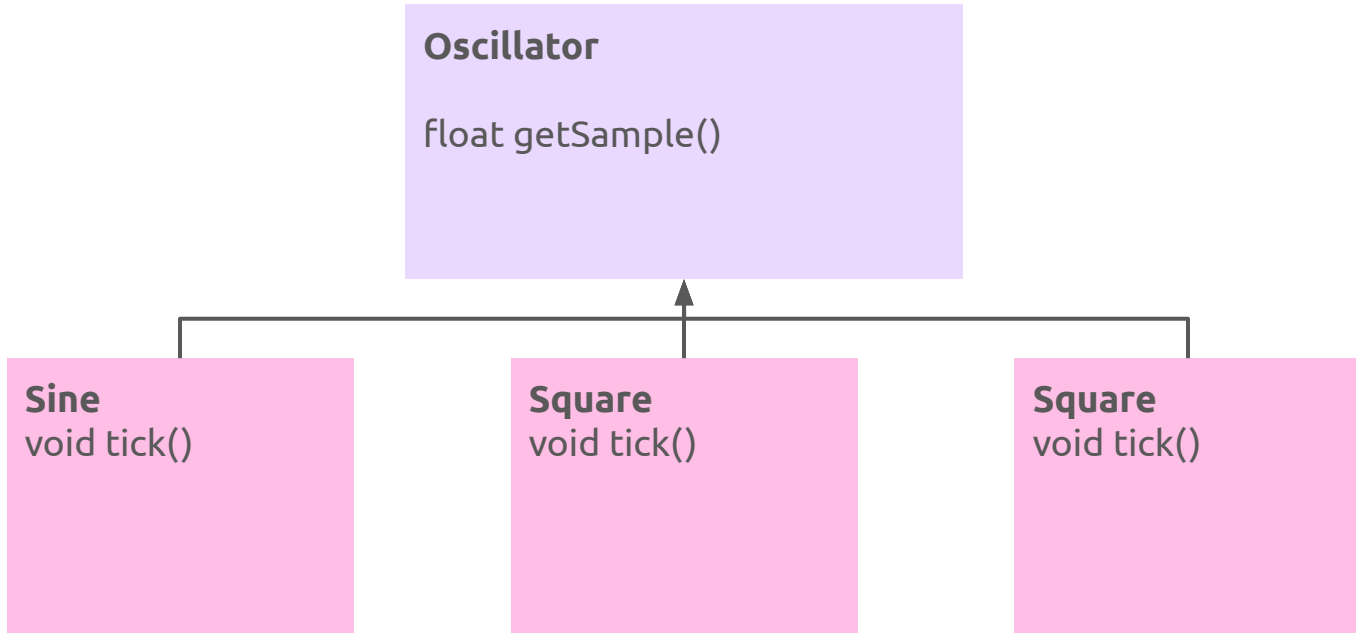 Oscillator
float getSample()
Sine
void tick()
Square
void tick()
Square
void tick()